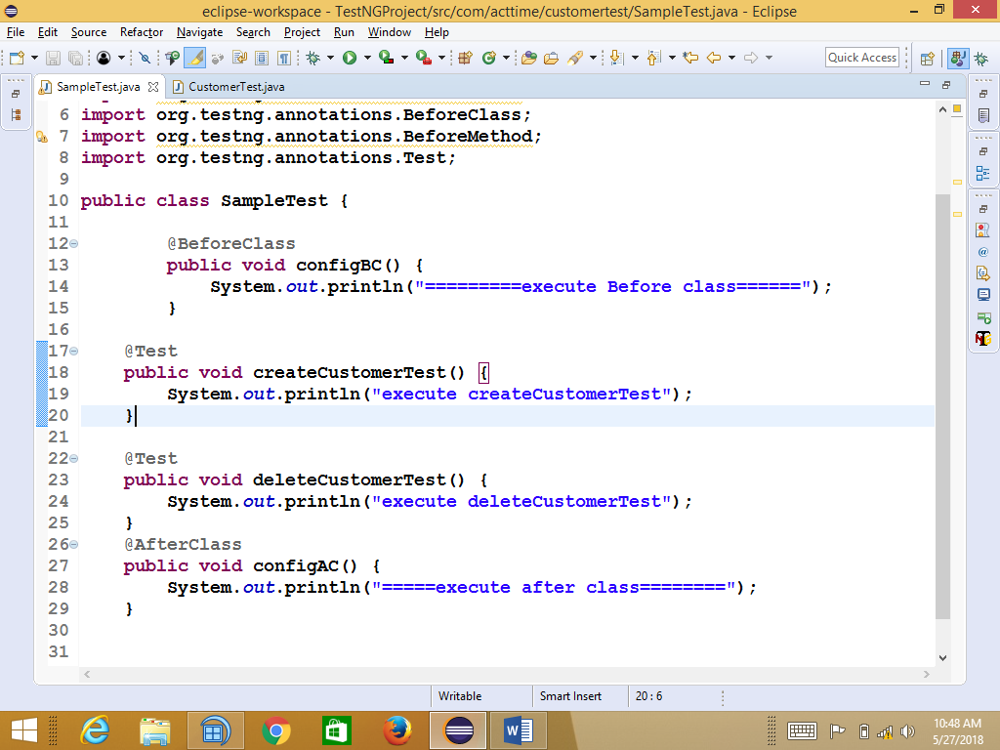 eclipse-workspace - TestNGProject/src/com/acttime/customertest/SampleTest.java - Eclipse
File Edit Source Refactor Navigate Search Project Run Window Help
Quick Access
SampleTest.java CustomerTest.java
6 import org.testng.annotations.BeforeClass;
7 import org.testng.annotations.BeforeMethod;
8 import org.testng.annotations.Test;
9
10 public class SampleTest {
11
12 @BeforeClass
13 public void configBC() {
14 System.out.println("=========execute Before class======");
15 }
16
17 @Test
18 public void createCustomerTest() {
19 System.out.println("execute createCustomerTest");
20 }
21
22 @Test
23 public void deleteCustomerTest() {
24 System.out.println("execute deleteCustomerTest");
25 }
26 @AfterClass
27 public void configAC() {
28 System.out.println("=====execute after class========");
29 }
30
31
Writable Smart Insert 20 : 6
10:48 AM
5/27/2018